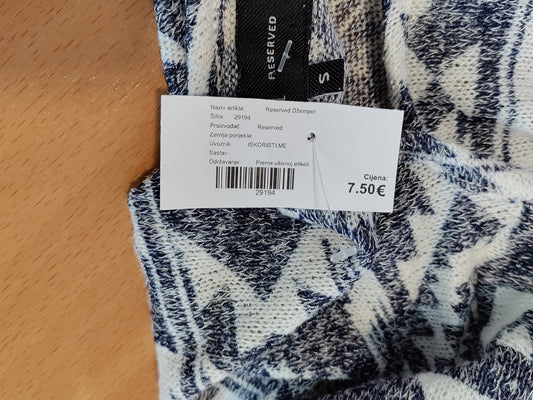 RESERVED
S
Naziv artikla: Reserved Džemper
Šifra: 29194
Proizvođač: Reserved
Zemlja porijekla:
Uvoznik: ISKORISTI.ME
Sastav:
Održavanje: Prema ušivnoj etiketi
29194
Cijena:
7.50€